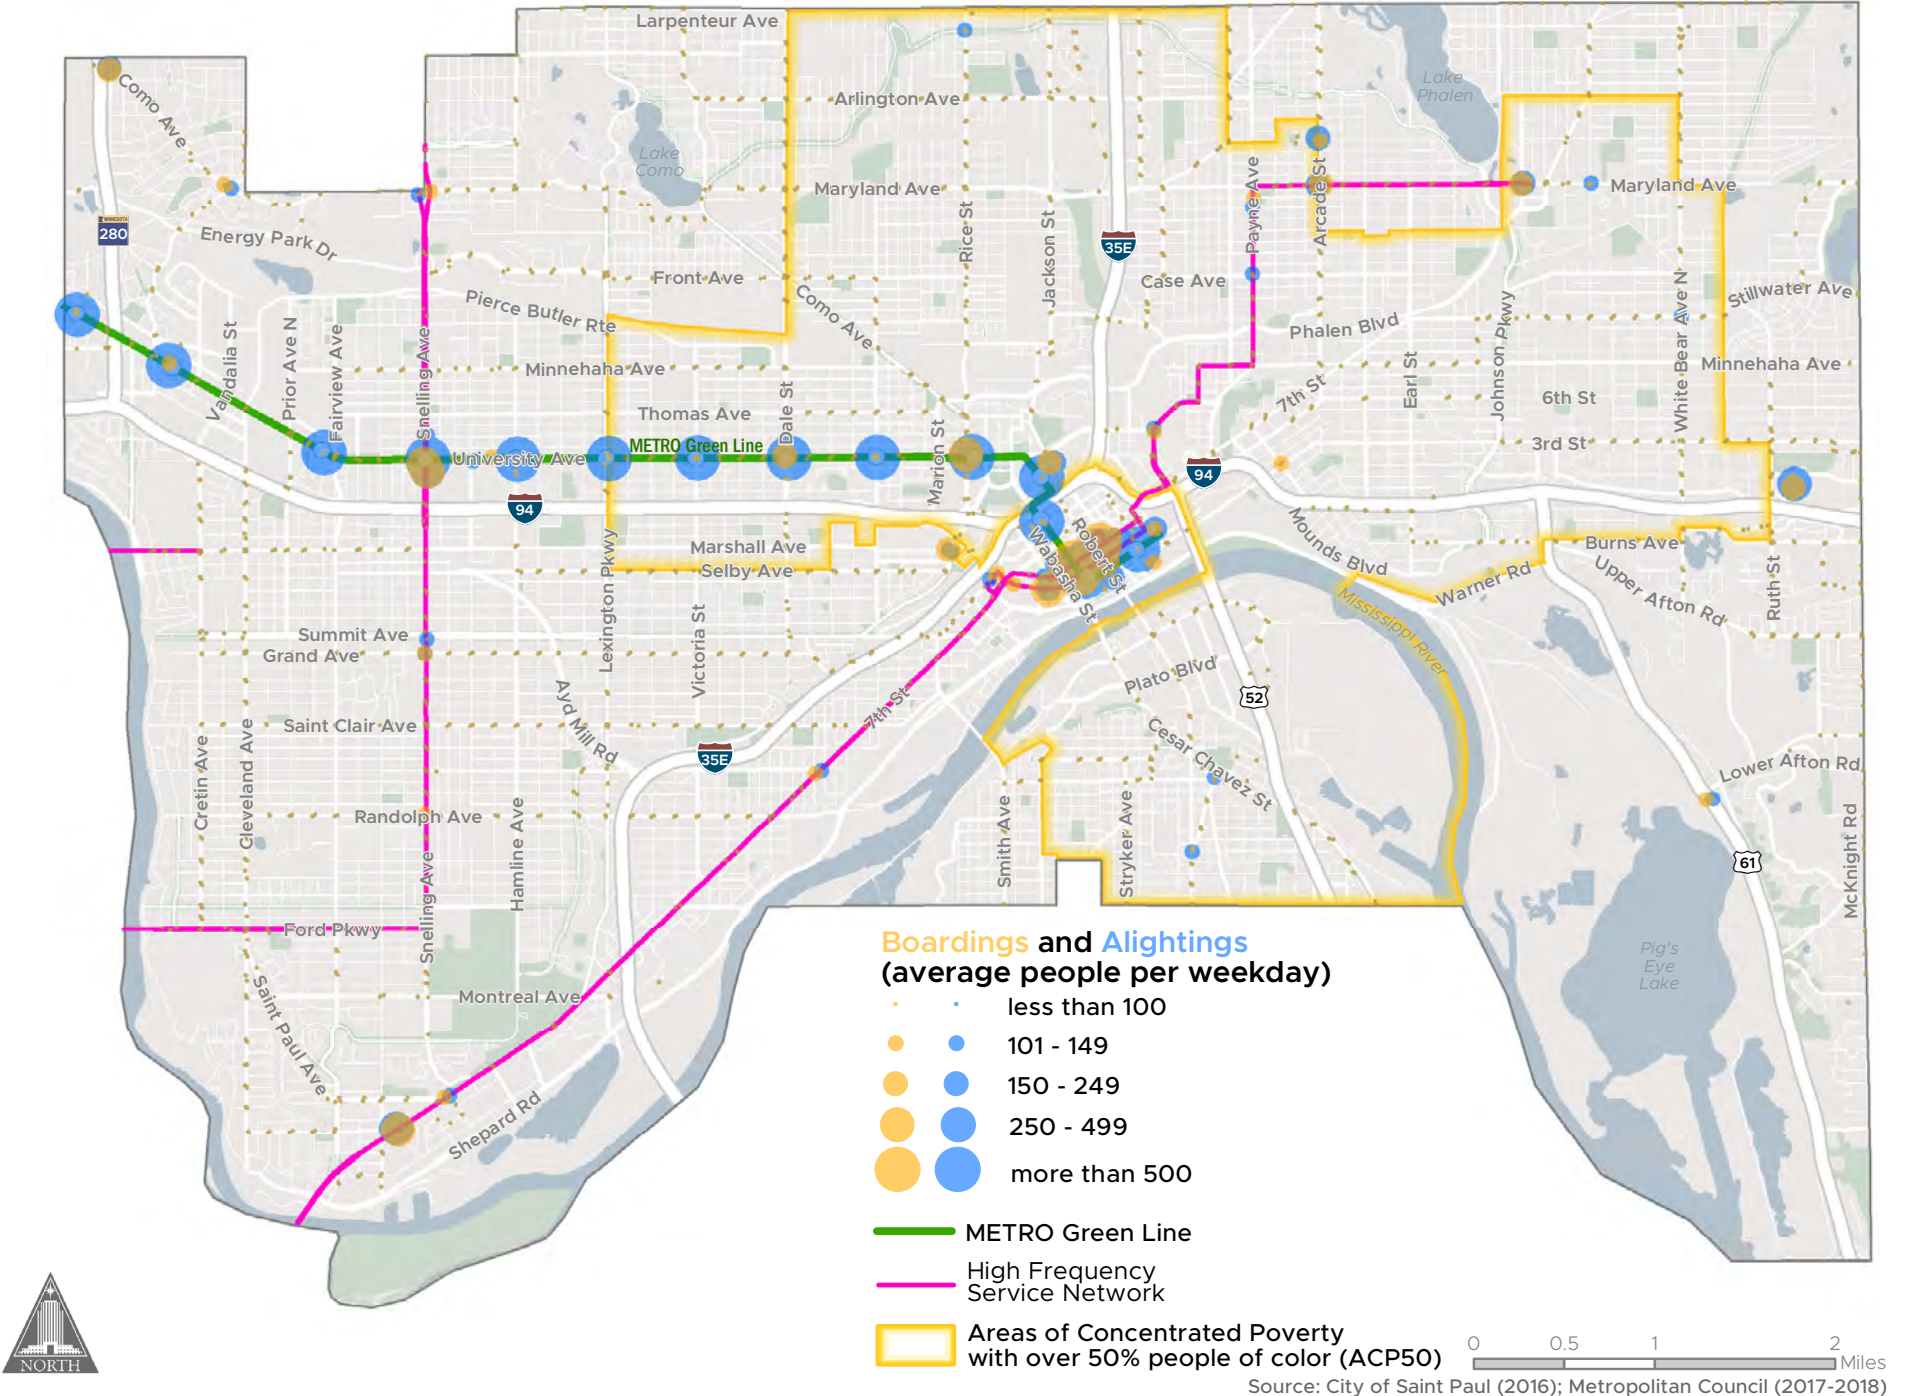 Larpenteur Ave
Como Ave
Lake
Phalen
Arlington Ave
Lake
Como
Maryland Ave
Maryland Ave
MINNESOTA
280
Energy Park Dr
Rice St
Jackson St
35E
Payne Ave
Arcade St
Front Ave
Case Ave
Pierce Butler Rte
Como Ave
Stillwater Ave
Phalen Blvd
Vandalia St
Prior Ave N
Fairview Ave
Snelling Ave
Minnehaha Ave
Earl St
Johnson Pkwy
White Bear Ave N
Minnehaha Ave
Thomas Ave
Dale St
7th St
6th St
METRO Green Line
University Ave
Marion St
3rd St
94
94
Marshall Ave
Selby Ave
Robert St
Wabasha St
Mounds Blvd
Burns Ave
Warner Rd
Upper Afton Rd
Ruth St
Mississippi River
Lexington Pkwy
Victoria St
Summit Ave
Grand Ave
Plato Blvd
52
Ayd Mill Rd
7th St
Saint Clair Ave
Cesar Chavez St
35E
Lower Afton Rd
Cretin Ave
Cleveland Ave
Randolph Ave
Hamline Ave
Smith Ave
Stryker Ave
McKnight Rd
61
Snelling Ave
Ford Pkwy
Pig's
Eye
Lake
Saint Paul Ave
Montreal Ave
Shepard Rd
Boardings and Alightings
(average people per weekday)
less than 100
101 - 149
150 - 249
250 - 499
more than 500
METRO Green Line
High Frequency
Service Network
Areas of Concentrated Poverty
with over 50% people of color (ACP50)
0 0.5 1 2
Miles
Source: City of Saint Paul (2016); Metropolitan Council (2017-2018)
NORTH